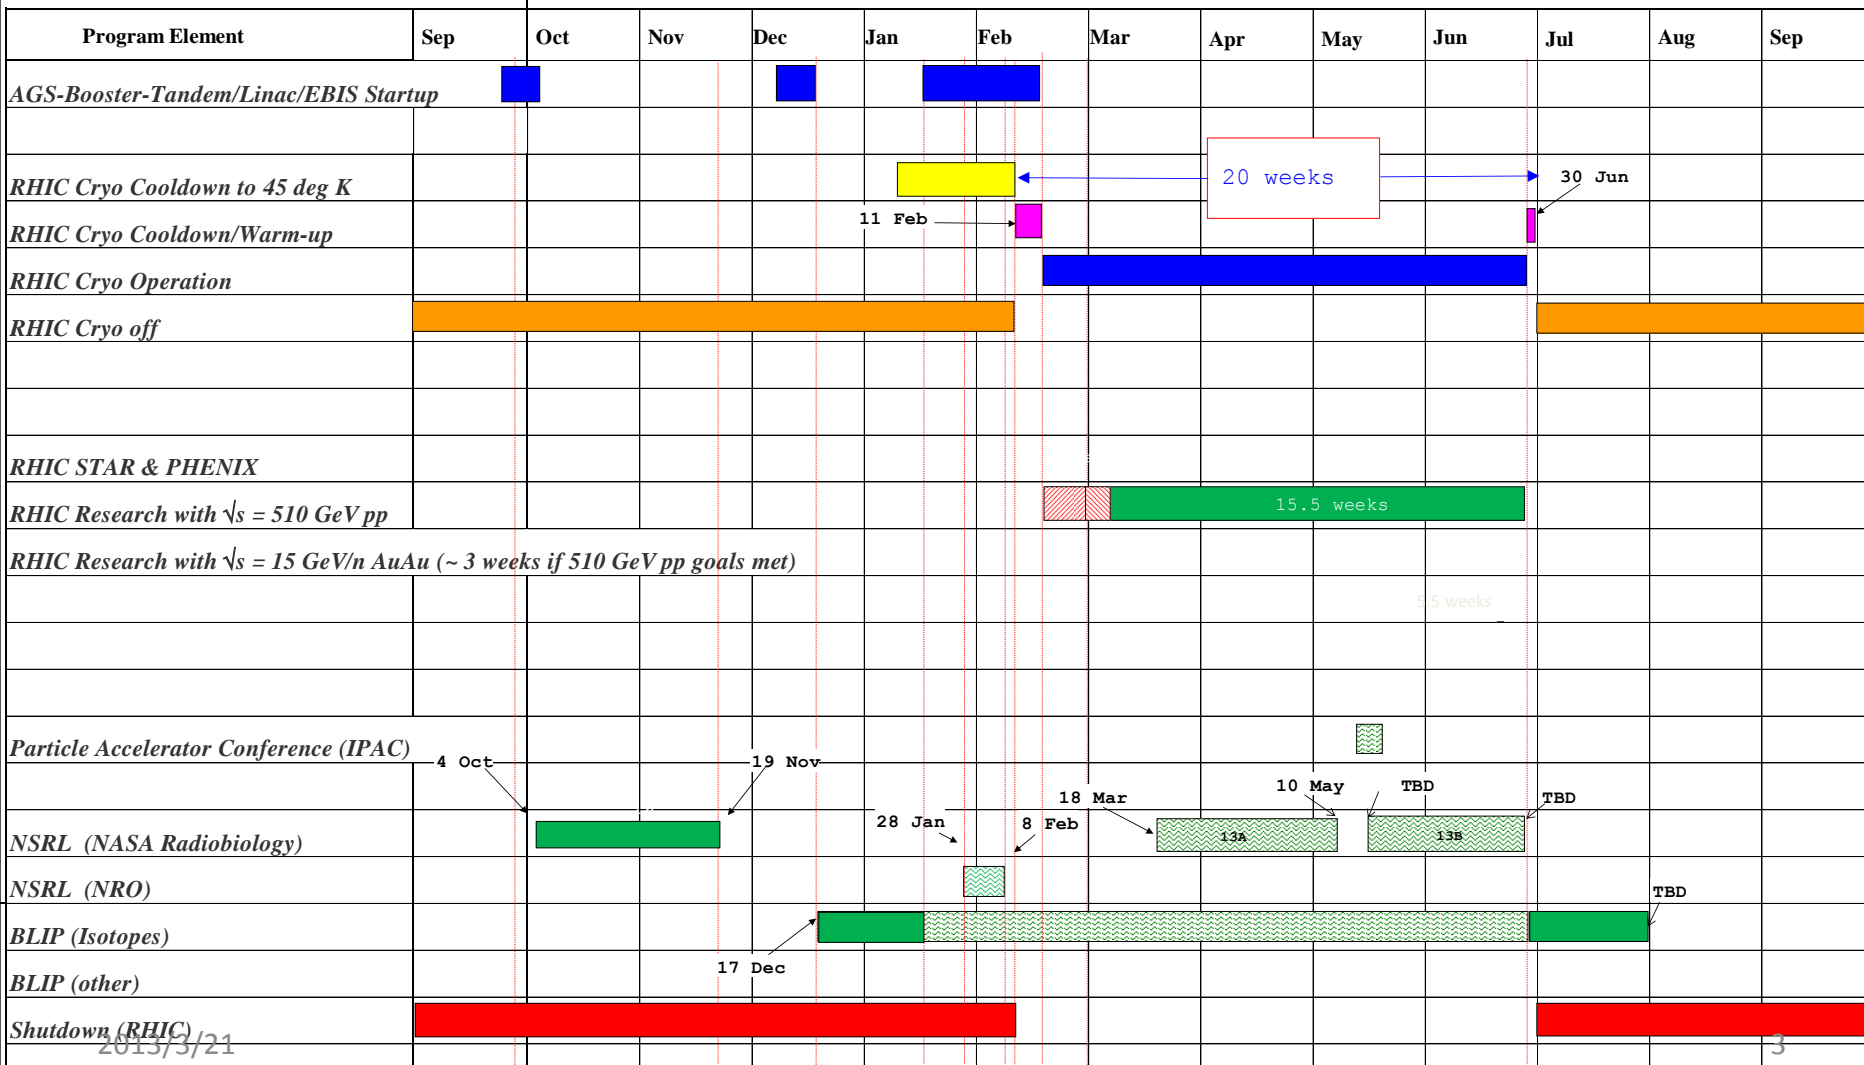 Program Element Sep Oct Nov Dec Jan Feb Mar Apr May Jun Jul Aug Sep
AGS-Booster-Tandem/Linac/EBIS Startup
RHIC Cryo Cooldown to 45 deg K 20 weeks 30 Jun
RHIC Cryo Cooldown/Warm-up 11 Feb
RHIC Cryo Operation
RHIC Cryo off
RHIC STAR & PHENIX
RHIC Research with √s = 510 GeV pp 15.5 weeks
RHIC Research with √s = 15 GeV/n AuAu (~ 3 weeks if 510 GeV pp goals met)
5.5 weeks
Particle Accelerator Conference (IPAC)
4 Oct 19 Nov
18 Mar 10 May TBD TBD
28 Jan 8 Feb
NSRL (NASA Radiobiology) 13A 13B
NSRL (NRO) TBD
BLIP (Isotopes)
17 Dec
BLIP (other)
Shutdown (RHIC)
2013/3/21 3